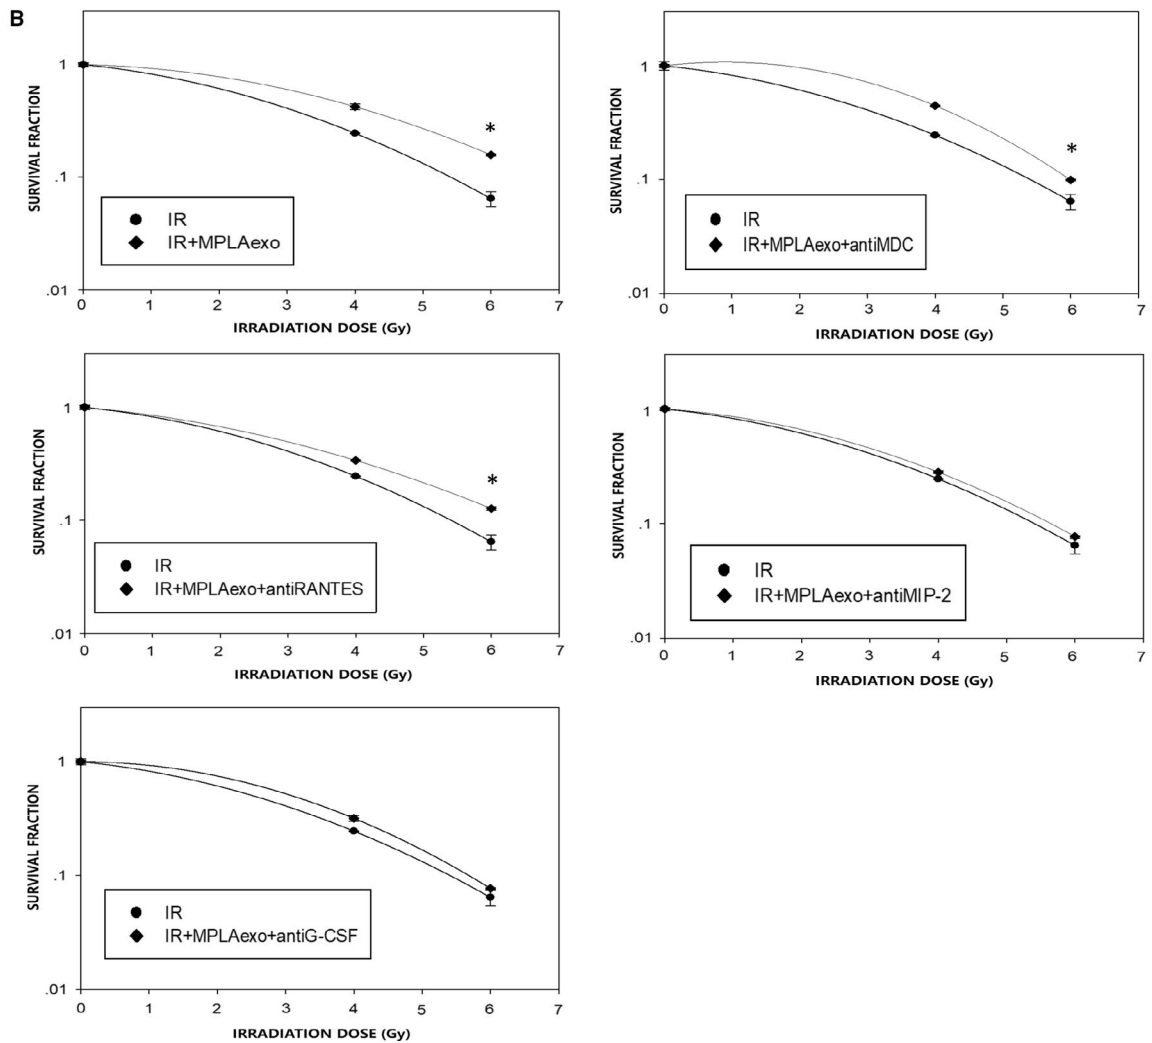 B
SURVIVAL FRACTION
1
.1
.01
*
IR
IR+MPLAexo
0 1 2 3 4 5 6 7
IRRADIATION DOSE (Gy)
SURVIVAL FRACTION
1
.1
.01
*
IR
IR+MPLAexo+antiMDC
0 1 2 3 4 5 6 7
IRRADIATION DOSE (Gy)
SURVIVAL FRACTION
1
.1
.01
*
IR
IR+MPLAexo+antiRANTES
0 1 2 3 4 5 6 7
IRRADIATION DOSE (Gy)
SURVIVAL FRACTION
1
.1
.01
IR
IR+MPLAexo+antiMIP-2
0 1 2 3 4 5 6 7
IRRADIATION DOSE (Gy)
SURVIVAL FRACTION
1
.1
.01
IR
IR+MPLAexo+antiG-CSF
0 1 2 3 4 5 6 7
IRRADIATION DOSE (Gy)